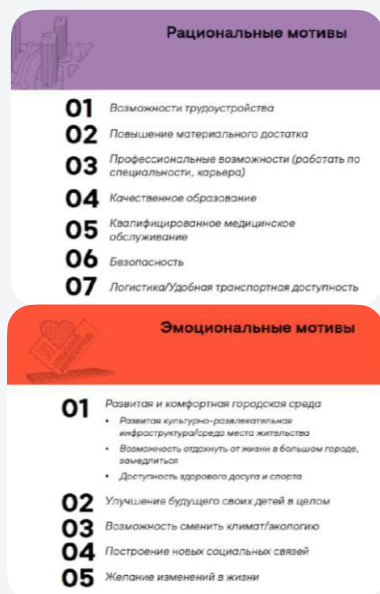 Рациональные мотивы
01 Возможности трудоустройства
02 Повышение материального достатка
03 Профессиональные возможности (работать по
специальности, карьера)
04 Качественное образование
05 Квалифицированное медицинское
обслуживание
06 Безопасность
07 Логистика/Удобная транспортная доступность
Эмоциональные мотивы
01 Развитая и комфортная городская среда
• Развитая культурно-развлекательная
инфраструктура/среда места жительства
• Возможность отдохнуть от жизни в большом городе,
замедлиться
• Доступность здорового досуга и спорта
02 Улучшение будущего своих детей в целом
03 Возможность сменить климат/экологию
04 Построение новых социальных связей
05 Желание изменений в жизни